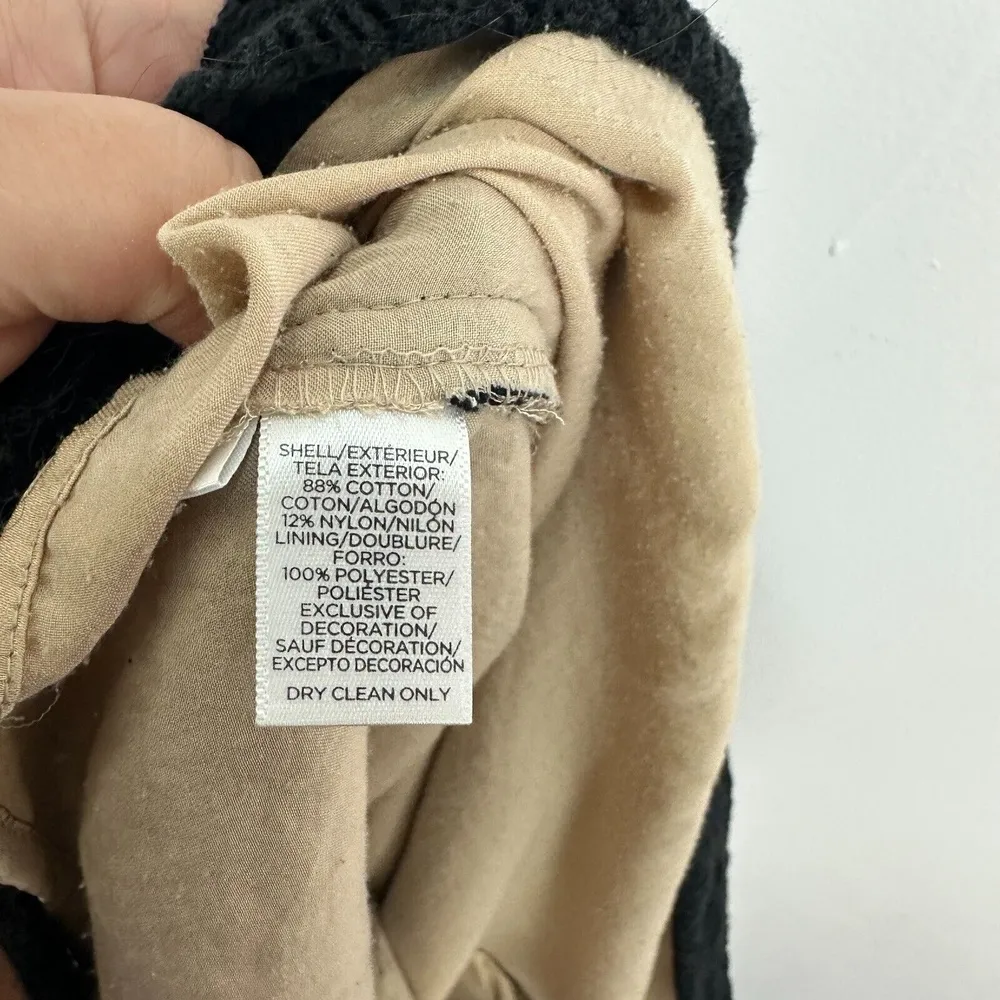 SHELL/EXTÉRIEUR/
TELA EXTERIOR:
88% COTTON/
COTON/ALGODÓN
12% NYLON/NILÓN
LINING/DOUBLURE/
FORRO:
100% POLYESTER/
POLIÉSTER
EXCLUSIVE OF
DECORATION/
SAUF DÉCORATION/
EXCEPTO DECORACIÓN
DRY CLEAN ONLY